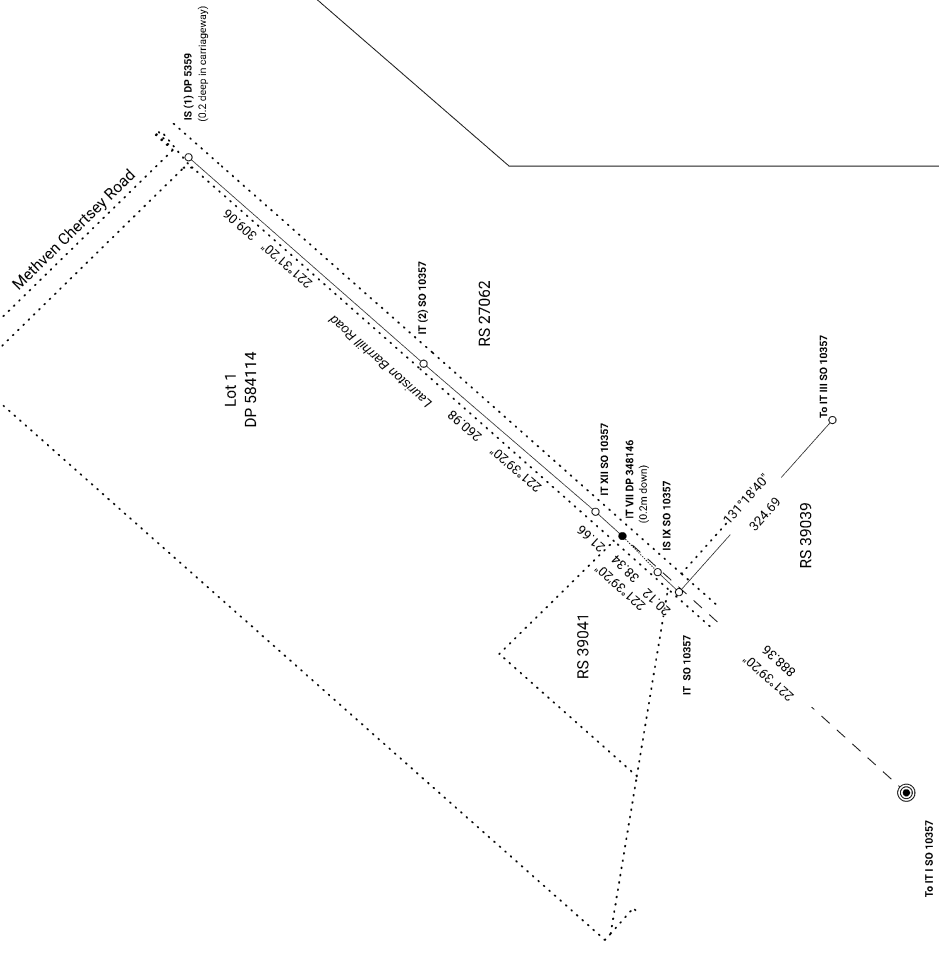 IS (1) DP 5359
(0.2 deep in carriageway)
Methven Chertsey Road
309.06
221°31'20"
IT (2) SO 10357
RS 27062
Lauriston Barrhill Road
Lot 1
DP 584114
260.98
221°39'20"
To IT III SO 10357
IT XII SO 10357
IT VII DP 348146
(0.2m down)
IS IX SO 10357
131°18'40"
324.69
RS 39039
21.66
38.34
221°39'20"
20.12
RS 39041
IT SO 10357
888.36
221°39'20"
To IT I SO 10357